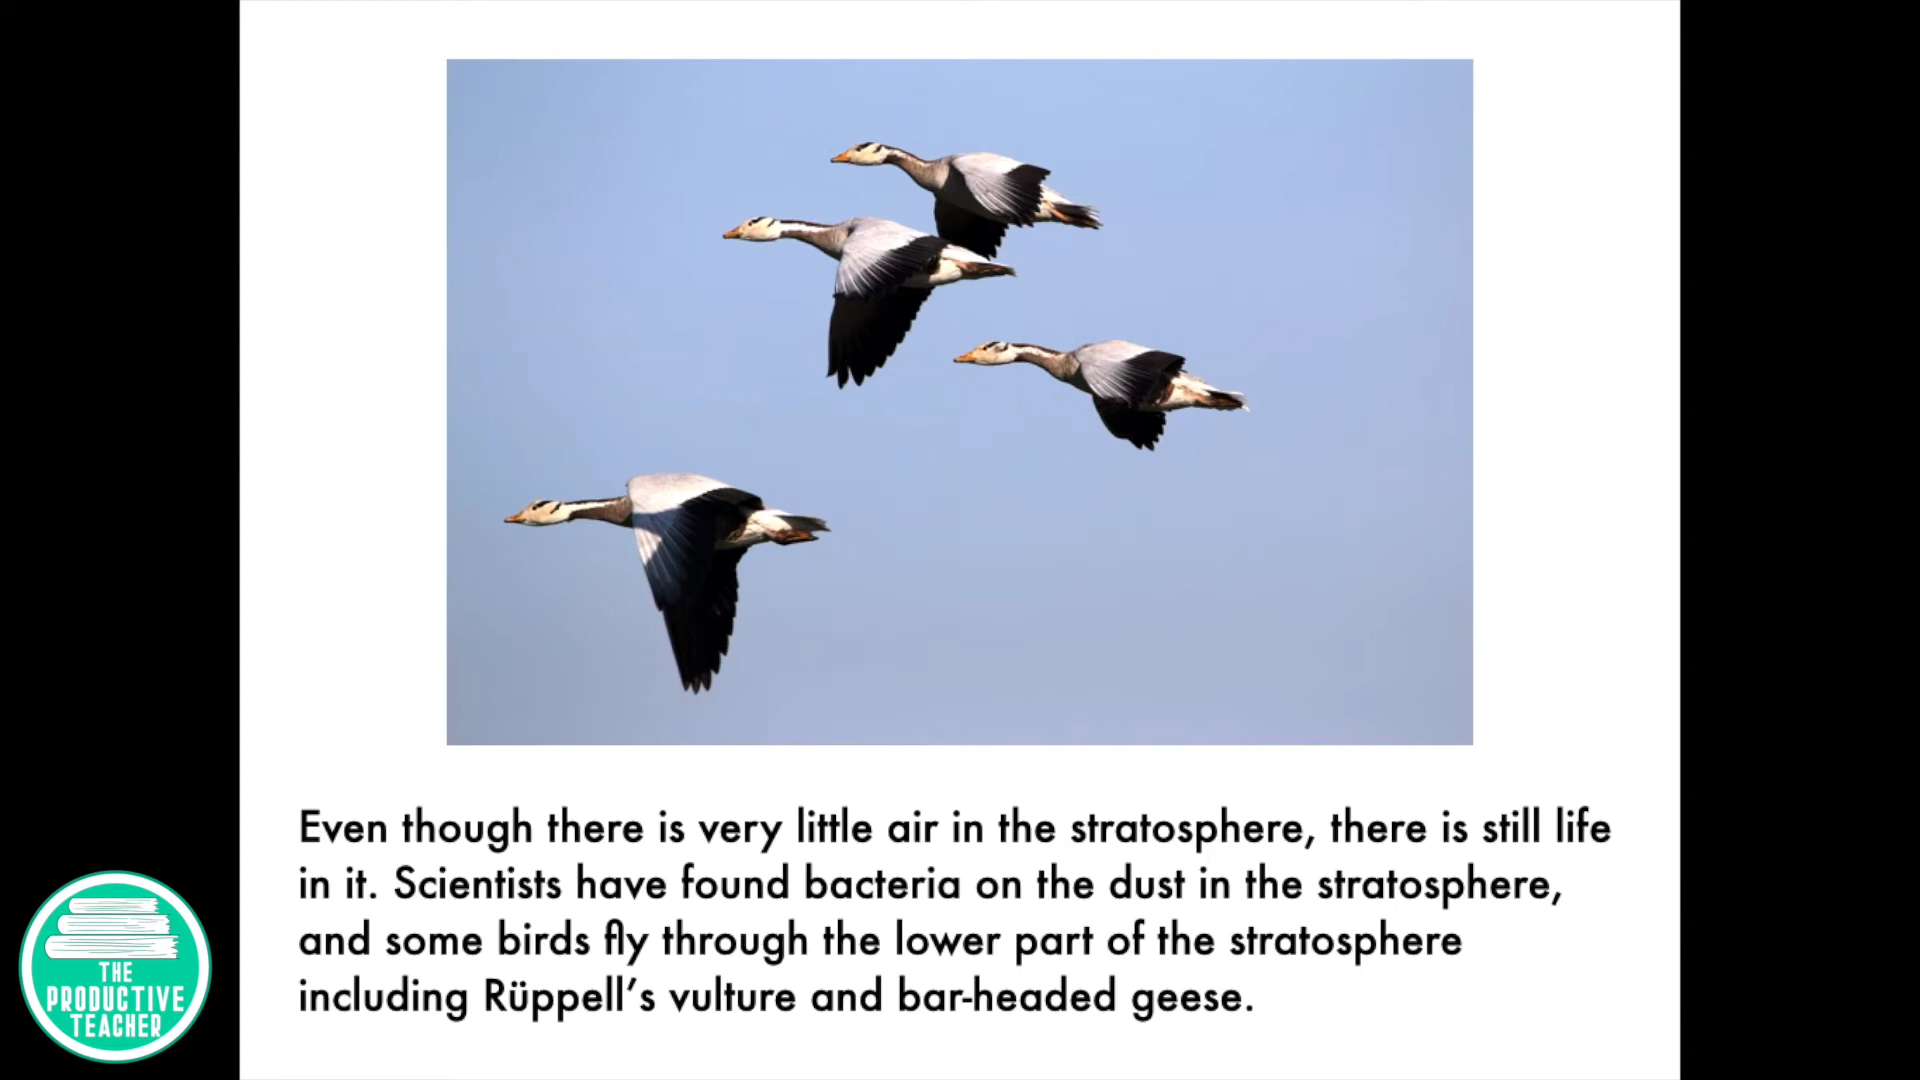 Even though there is very little air in the stratosphere, there is still life
in it. Scientists have found bacteria on the dust in the stratosphere,
and some birds fly through the lower part of the stratosphere
including Rüppell’s vulture and bar-headed geese.
THE
PRODUCTIVE
TEACHER